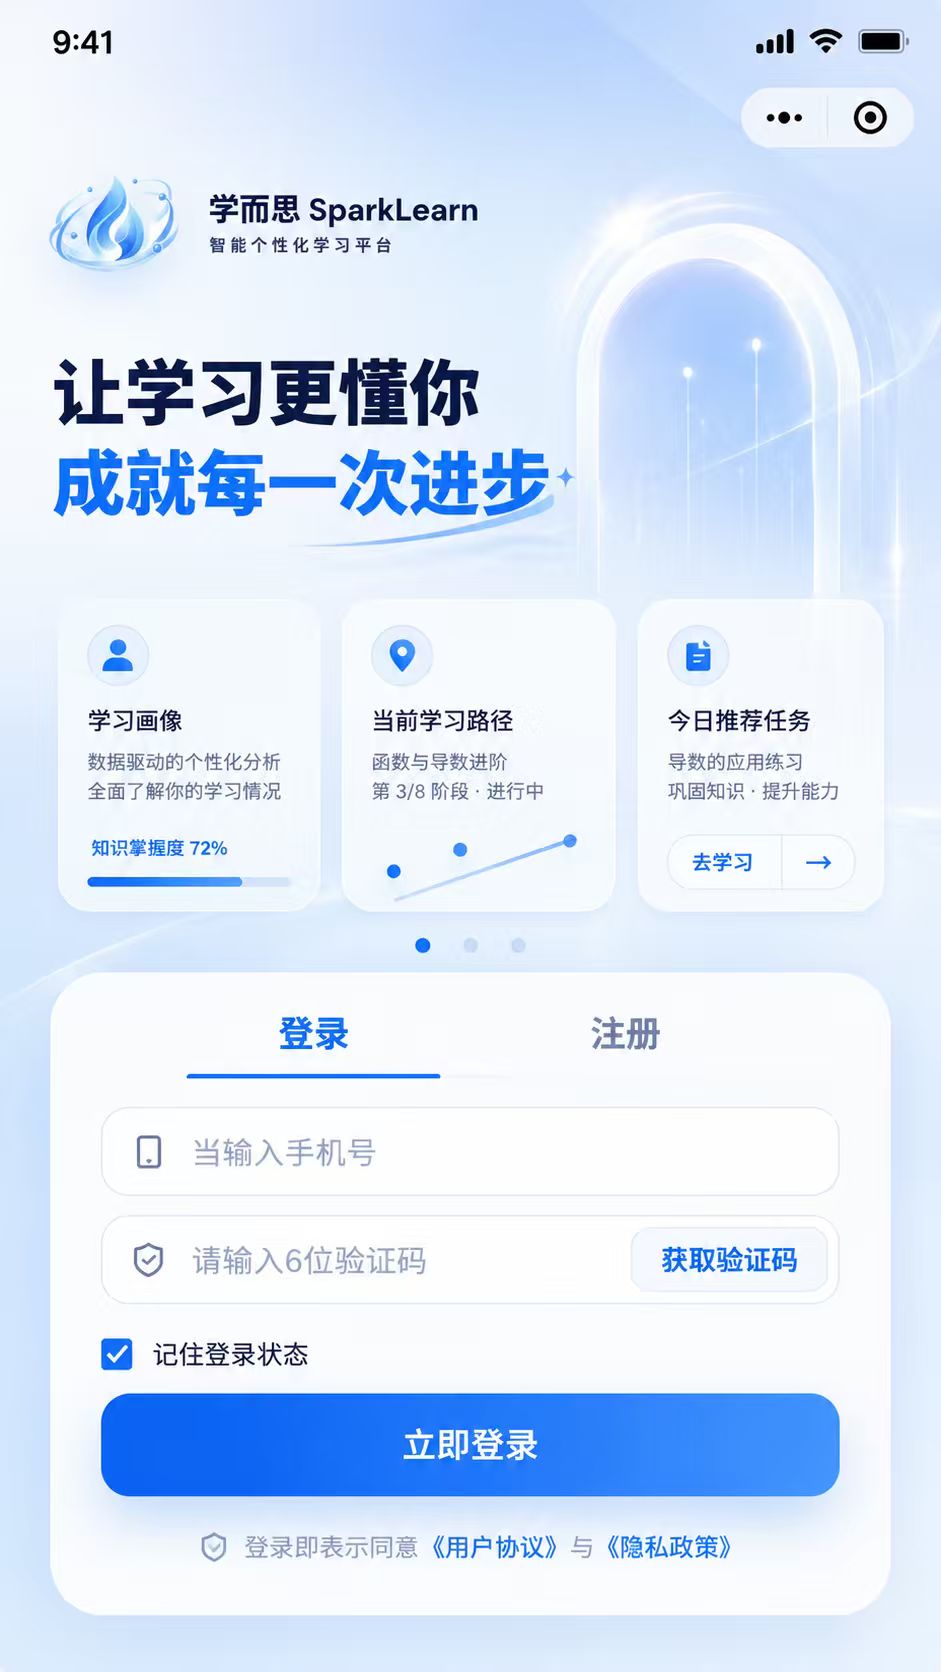 9:41
学而思 SparkLearn
智能个性化学习平台
让学习更懂你
成就每一次进步
学习画像
数据驱动的个性化分析
全面了解你的学习情况
知识掌握度 72%
当前学习路径
函数与导数进阶
第 3/8 阶段 · 进行中
今日推荐任务
导数的应用练习
巩固知识 · 提升能力
去学习
登录
注册
当输入手机号
请输入6位验证码
获取验证码
记住登录状态
立即登录
登录即表示同意《用户协议》与《隐私政策》